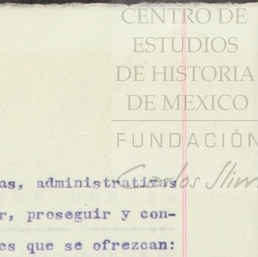 CENTRO DE
ESTUDIOS
DE HISTORIA
DE MEXICO
FUNDACIÓN
Carlos Slim
as, administrativas
r, proseguir y con-
es que se ofrezcan: